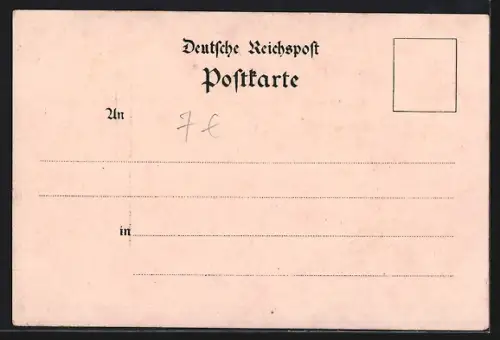 Deutsche Reichspost
Postkarte
An
7 €
in